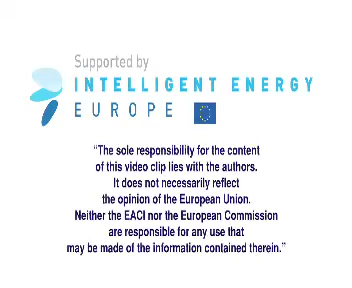 Supported by
INTELLIGENT ENERGY
EUROPE
“The sole responsibility for the content
of this video clip lies with the authors.
It does not necessarily reflect
the opinion of the European Union.
Neither the EACI nor the European Commission
are responsible for any use that
may be made of the information contained therein.”